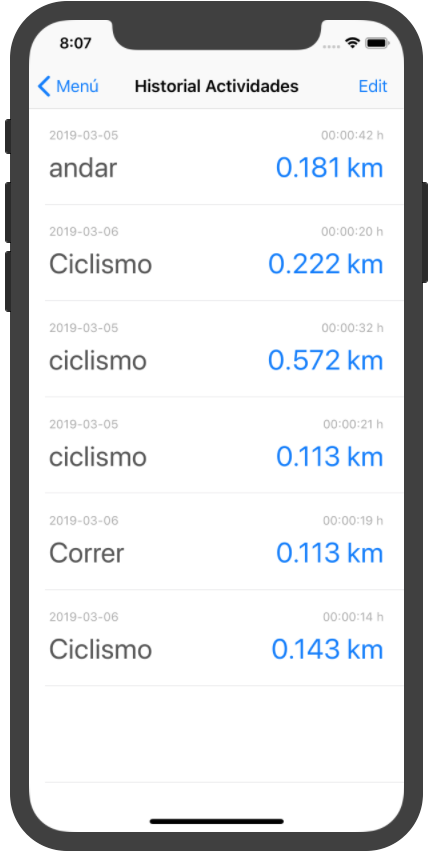 8:07
Menú Historial Actividades Edit
2019-03-05 00:00:42 h
andar 0.181 km
2019-03-06 00:00:20 h
Ciclismo 0.222 km
2019-03-05 00:00:32 h
ciclismo 0.572 km
2019-03-05 00:00:21 h
ciclismo 0.113 km
2019-03-06 00:00:19 h
Correr 0.113 km
2019-03-06 00:00:14 h
Ciclismo 0.143 km